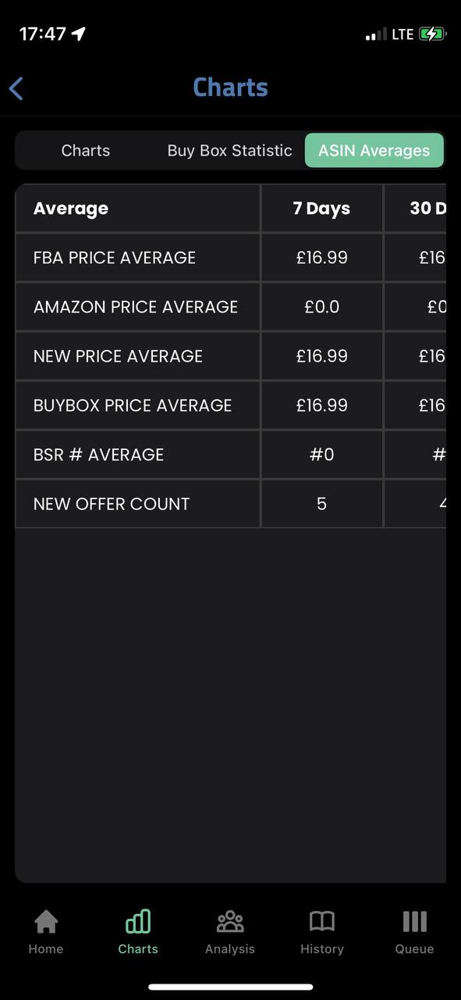 17:47 LTE
Charts
Charts Buy Box Statistic ASIN Averages
Average 7 Days 30 D
FBA PRICE AVERAGE £16.99 £16
AMAZON PRICE AVERAGE £0.0 £0
NEW PRICE AVERAGE £16.99 £16
BUYBOX PRICE AVERAGE £16.99 £16
BSR # AVERAGE #0 #
NEW OFFER COUNT 5
Home Charts Analysis History Queue